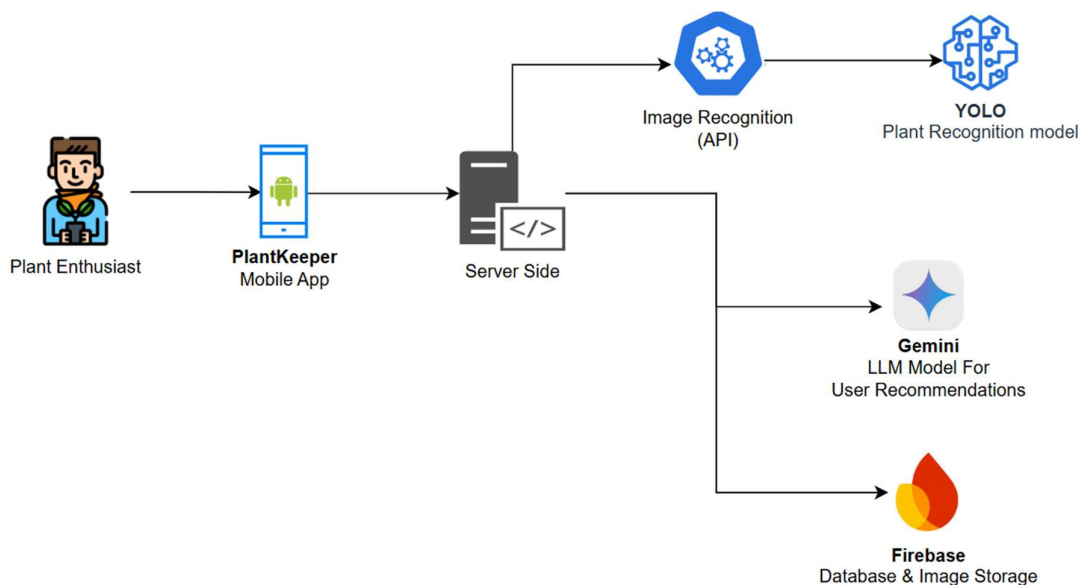 Image Recognition
(API)
YOLO
Plant Recognition model
Plant Enthusiast
PlantKeeper
Mobile App
</>
Server Side
Gemini
LLM Model For
User Recommendations
Firebase
Database & Image Storage